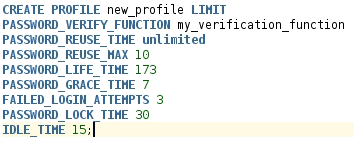 CREATE PROFILE new_profile LIMIT
PASSWORD_VERIFY_FUNCTION my_verification_function
PASSWORD_REUSE_TIME unlimited
PASSWORD_REUSE_MAX 10
PASSWORD_LIFE_TIME 173
PASSWORD_GRACE_TIME 7
FAILED_LOGIN_ATTEMPTS 3
PASSWORD_LOCK_TIME 30
IDLE_TIME 15;